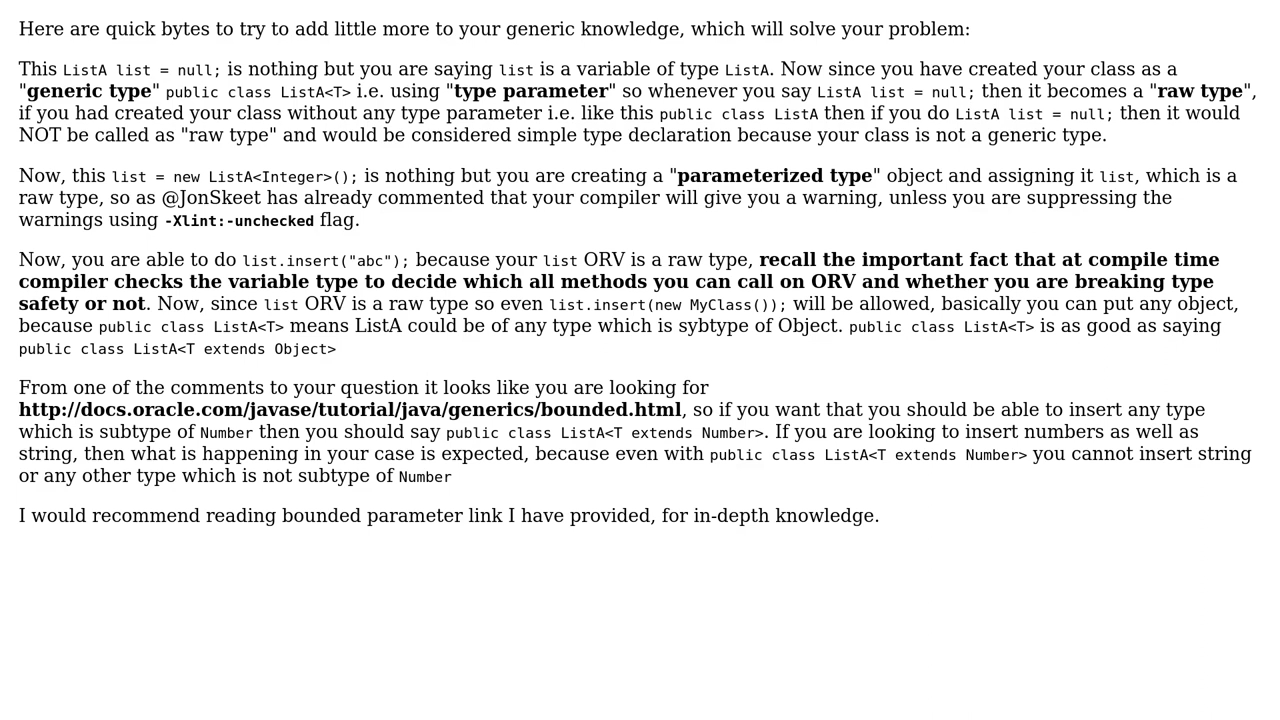 Here are quick bytes to try to add little more to your generic knowledge, which will solve your problem:
This ListA list = null; is nothing but you are saying list is a variable of type ListA. Now since you have created your class as a
"generic type" public class ListA<T> i.e. using "type parameter" so whenever you say ListA list = null; then it becomes a "raw type",
if you had created your class without any type parameter i.e. like this public class ListA then if you do ListA list = null; then it would
NOT be called as "raw type" and would be considered simple type declaration because your class is not a generic type.
Now, this list = new ListA<Integer>(); is nothing but you are creating a "parameterized type" object and assigning it list, which is a
raw type, so as @JonSkeet has already commented that your compiler will give you a warning, unless you are suppressing the
warnings using -Xlint:-unchecked flag.
Now, you are able to do list.insert("abc"); because your list ORV is a raw type, recall the important fact that at compile time
compiler checks the variable type to decide which all methods you can call on ORV and whether you are breaking type
safety or not. Now, since list ORV is a raw type so even list.insert(new MyClass()); will be allowed, basically you can put any object,
because public class ListA<T> means ListA could be of any type which is sybtype of Object. public class ListA<T> is as good as saying
public class ListA<T extends Object>
From one of the comments to your question it looks like you are looking for
http://docs.oracle.com/javase/tutorial/java/generics/bounded.html, so if you want that you should be able to insert any type
which is subtype of Number then you should say public class ListA<T extends Number>. If you are looking to insert numbers as well as
string, then what is happening in your case is expected, because even with public class ListA<T extends Number> you cannot insert string
or any other type which is not subtype of Number
I would recommend reading bounded parameter link I have provided, for in-depth knowledge.